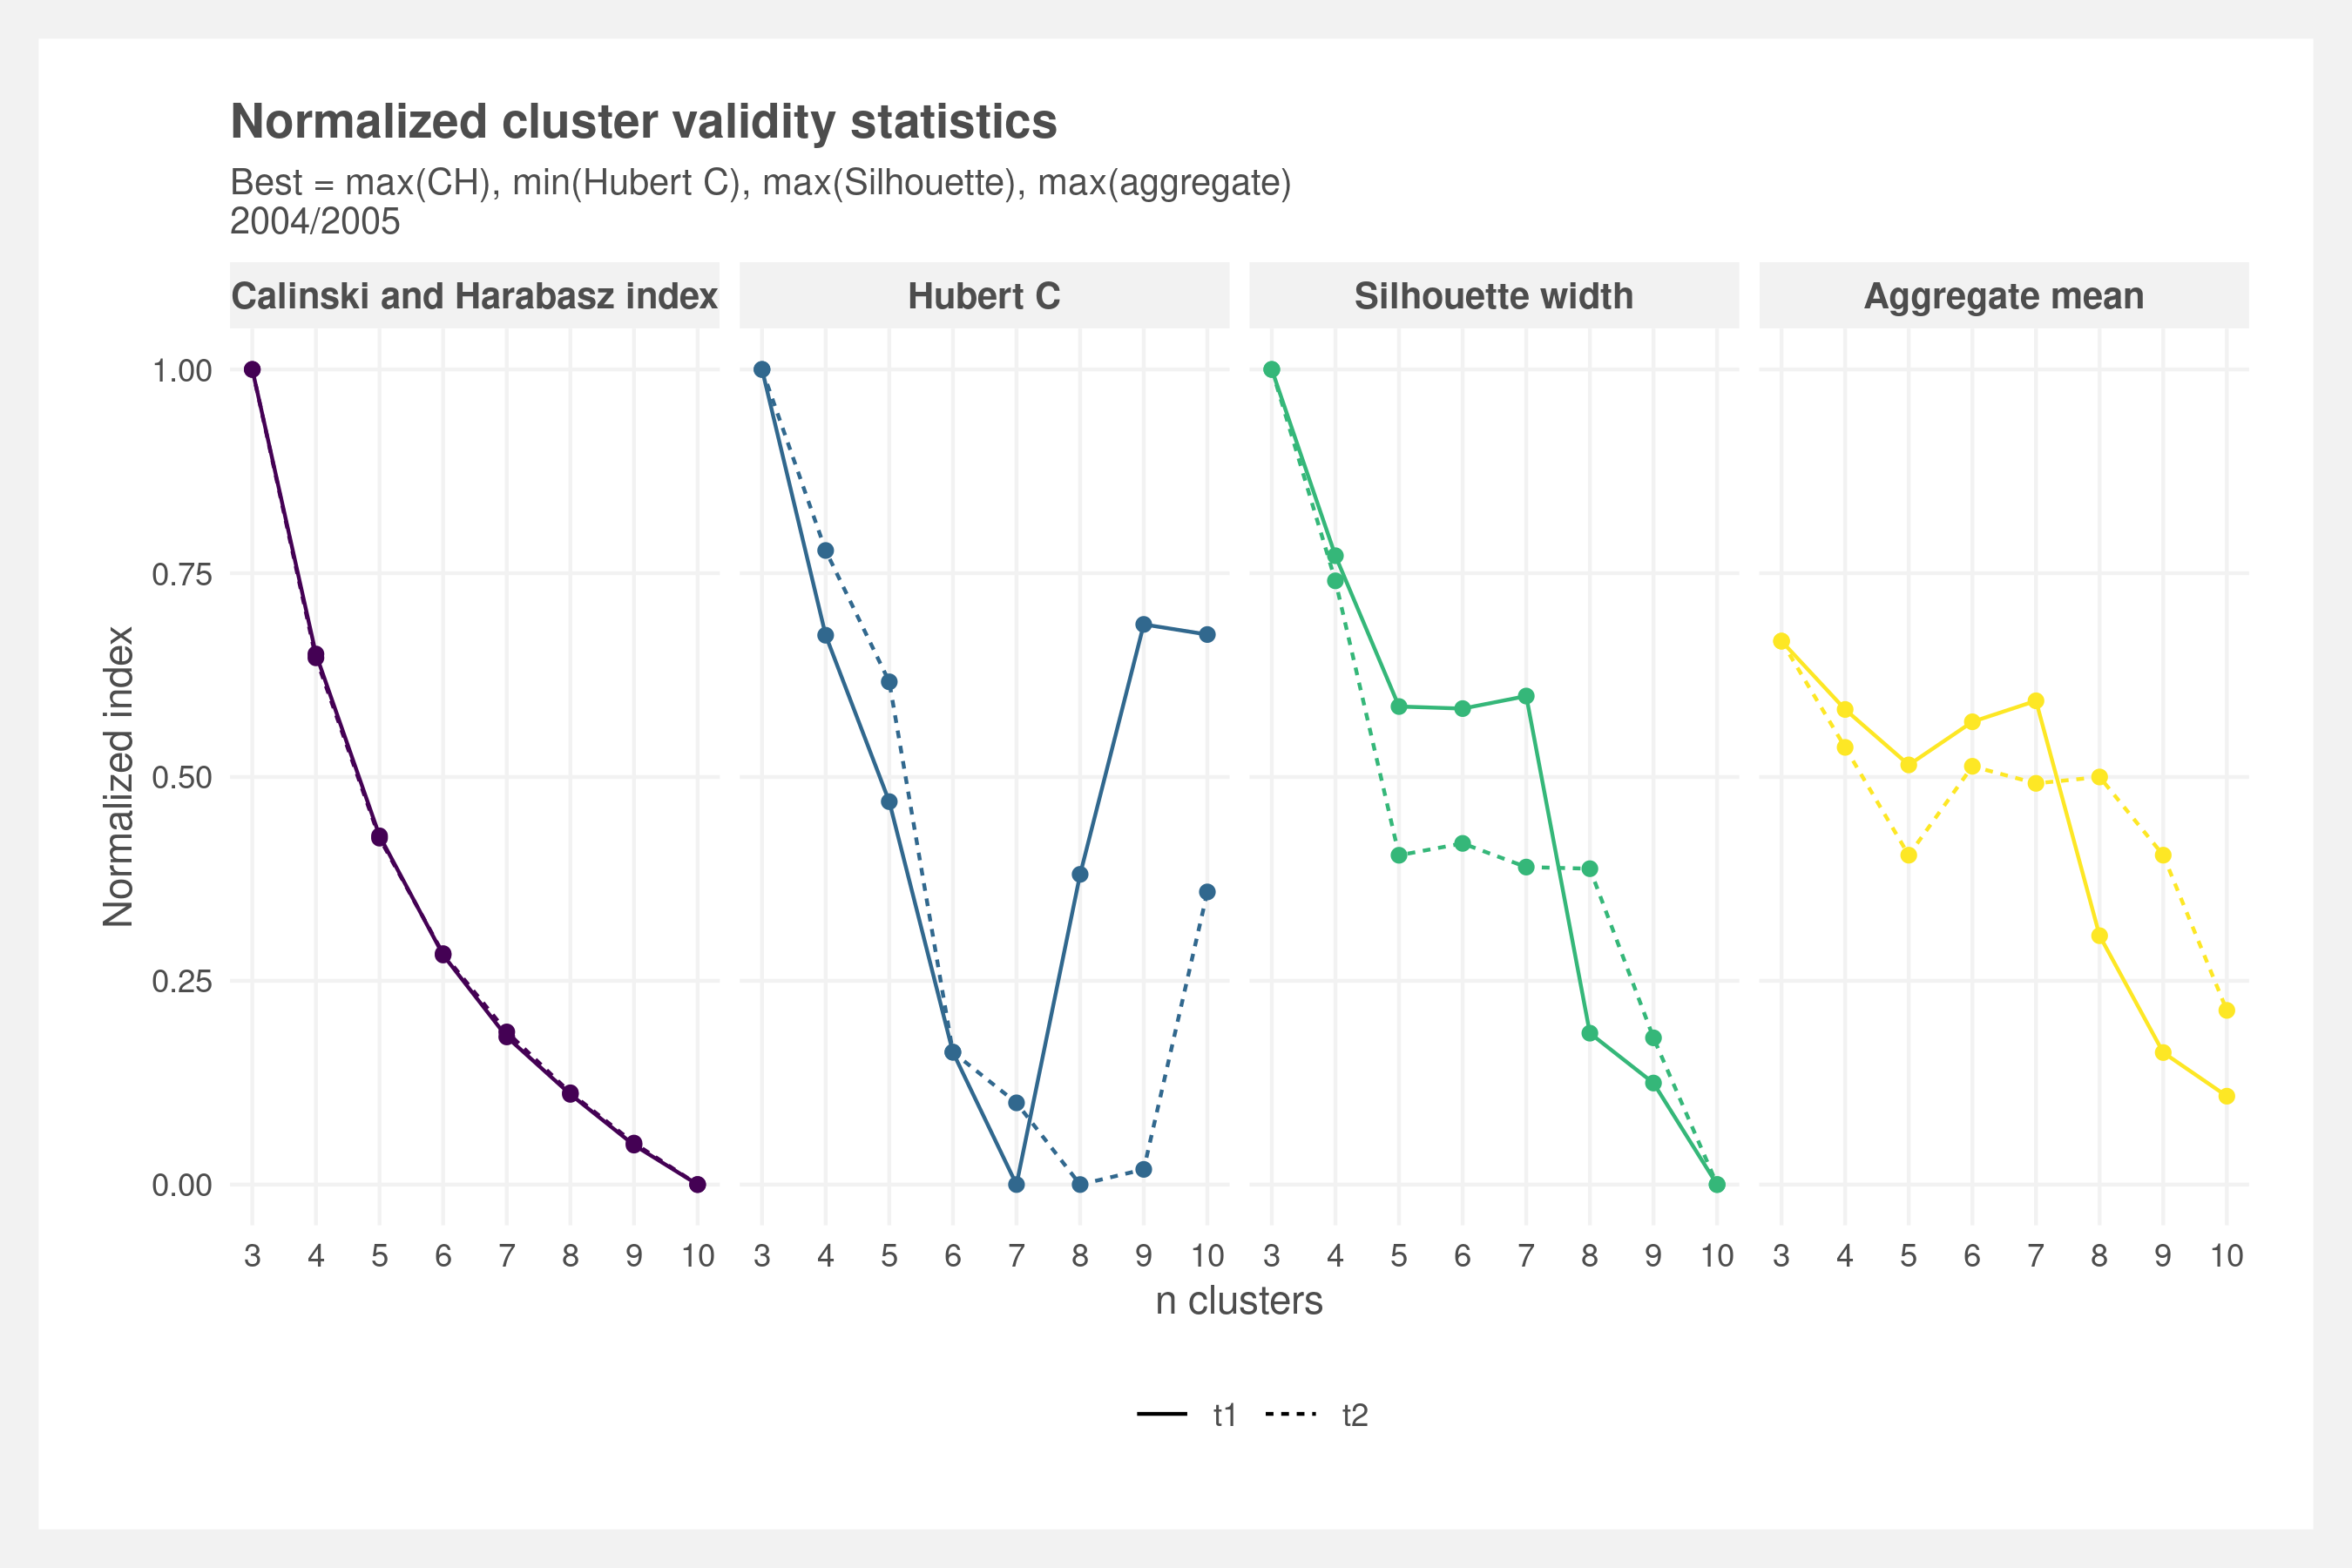 Normalized cluster validity statistics
Best = max(CH), min(Hubert C), max(Silhouette), max(aggregate)
2004/2005
Calinski and Harabasz index Hubert C Silhouette width Aggregate mean
Normalized index
1.00
0.75
0.50
0.25
0.00
3 4 5 6 7 8 9 10 3 4 5 6 7 8 9 10 3 4 5 6 7 8 9 10 3 4 5 6 7 8 9 10
n clusters
t1 t2